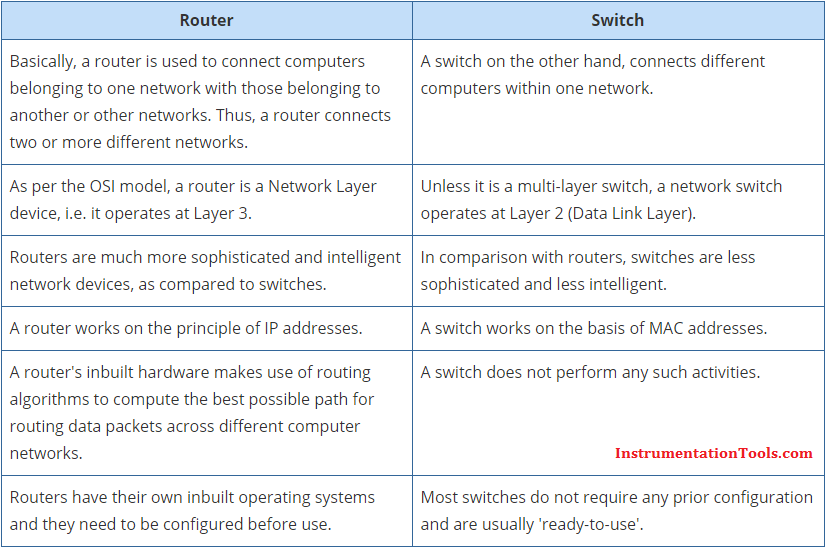 Router
Switch
Basically, a router is used to connect computers
belonging to one network with those belonging to
another or other networks. Thus, a router connects
two or more different networks.
A switch on the other hand, connects different
computers within one network.
As per the OSI model, a router is a Network Layer
device, i.e. it operates at Layer 3.
Unless it is a multi-layer switch, a network switch
operates at Layer 2 (Data Link Layer).
Routers are much more sophisticated and intelligent
network devices, as compared to switches.
In comparison with routers, switches are less
sophisticated and less intelligent.
A router works on the principle of IP addresses.
A switch works on the basis of MAC addresses.
A router's inbuilt hardware makes use of routing
algorithms to compute the best possible path for
routing data packets across different computer
networks.
A switch does not perform any such activities.
InstrumentationTools.com
Routers have their own inbuilt operating systems
and they need to be configured before use.
Most switches do not require any prior configuration
and are usually 'ready-to-use'.